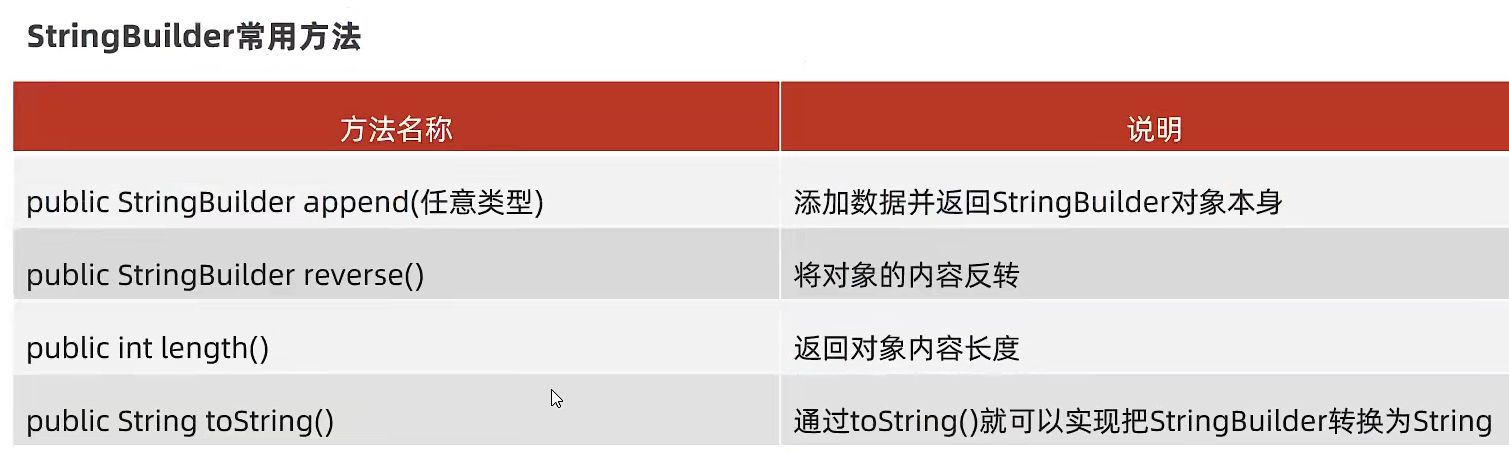 StringBuilder常用方法
方法名称 说明
public StringBuilder append(任意类型) 添加数据并返回StringBuilder对象本身
public StringBuilder reverse() 将对象的内容反转
public int length() 返回对象内容长度
public String toString() 通过toString()就可以实现把StringBuilder转换为String